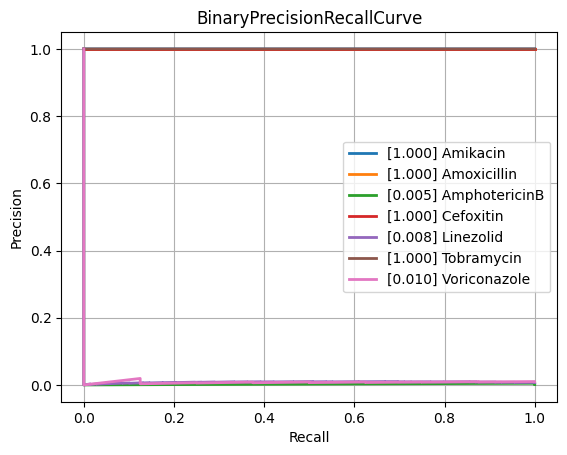 BinaryPrecisionRecallCurve
Precision
1.0
0.8
0.6
0.4
0.2
0.0
[1.000] Amikacin
[1.000] Amoxicillin
[0.005] AmphotericinB
[1.000] Cefoxitin
[0.008] Linezolid
[1.000] Tobramycin
[0.010] Voriconazole
0.0 0.2 0.4 0.6 0.8 1.0
Recall